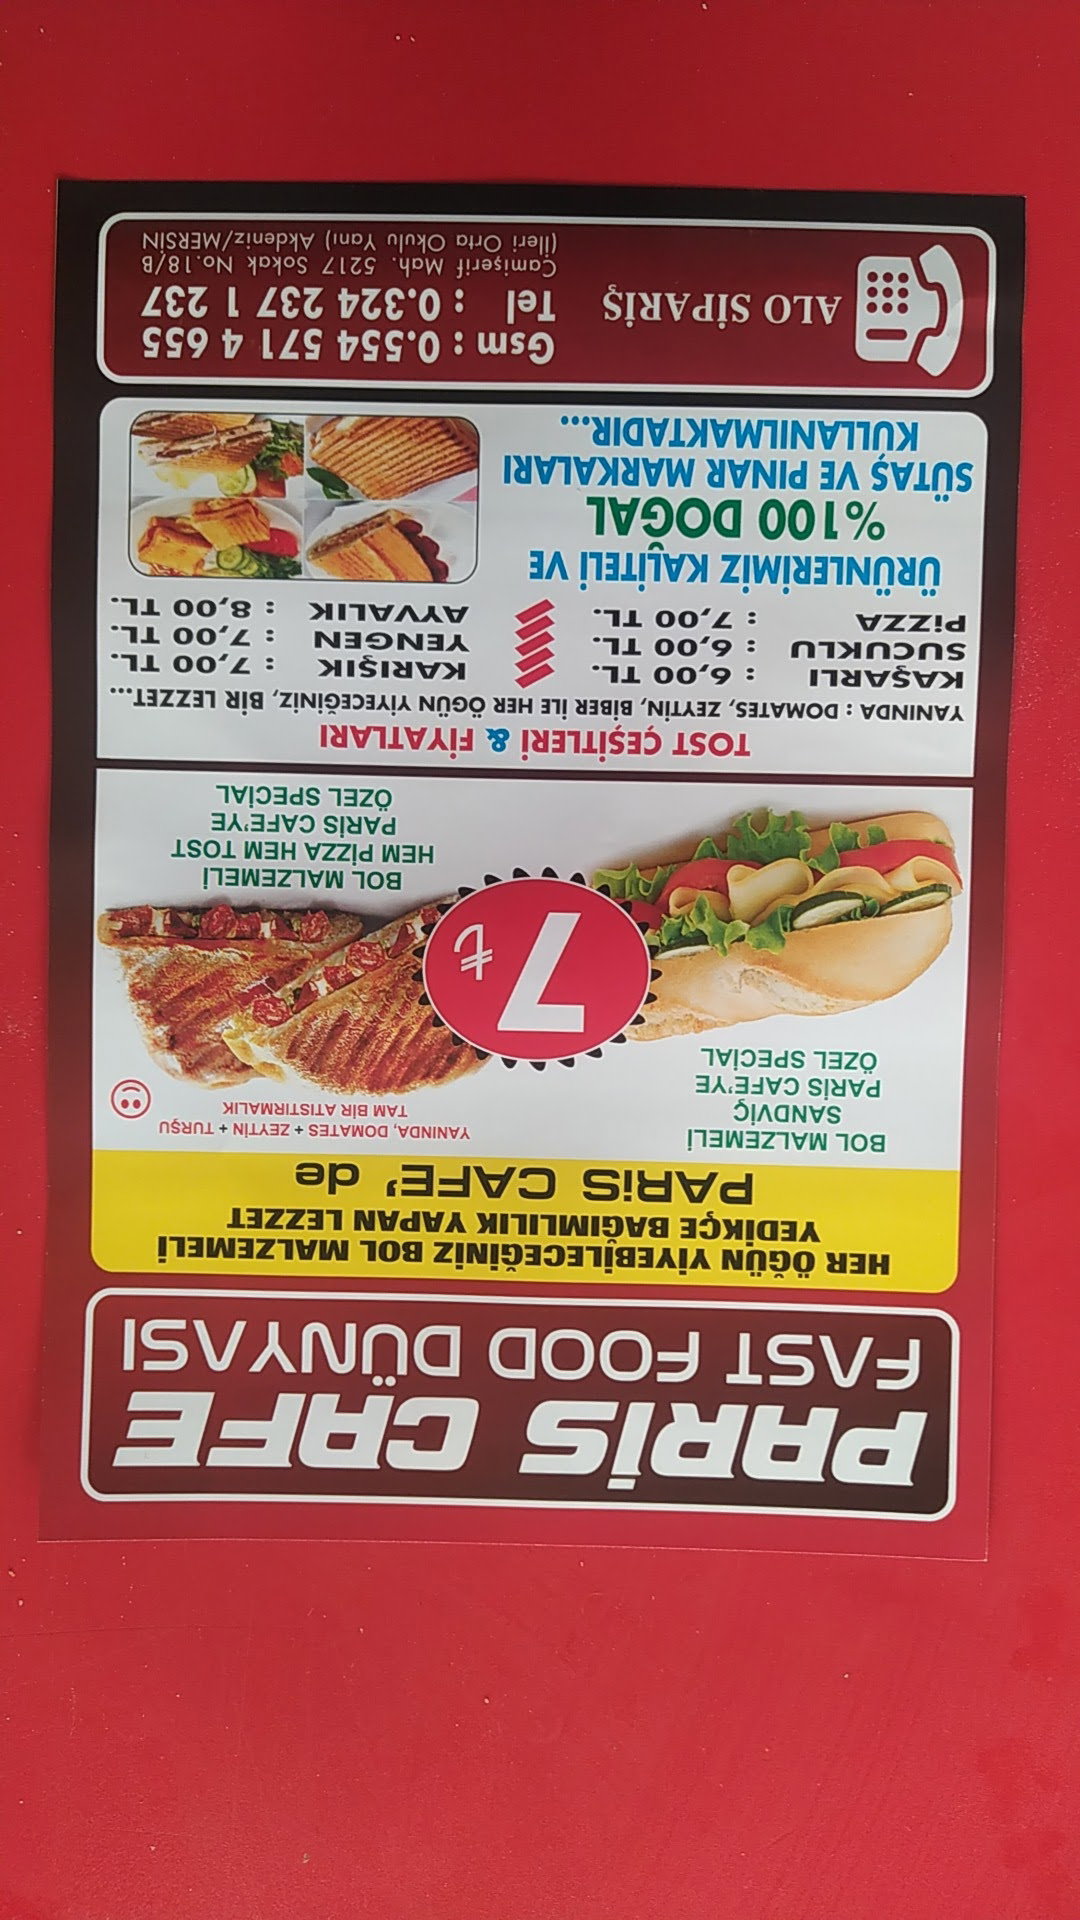 PARİS CAFE
FAST FOOD DÜNYASI
HER ÖĞÜN YİYEBİLECEĞİNİZ BOL MALZEMELİ
YEDİKÇE BAĞIMLILIK YAPAN LEZZET
PARİS CAFE' de
BOL MALZEMELİ
SANDVİÇ
PARİS CAFE'YE
ÖZEL SPECİAL
YANINDA, DOMATES + ZEYTİN + TURŞU
TAM BİR ATISTIRMALIK
7 ₺
BOL MALZEMELİ
HEM PİZZA HEM TOST
PARİS CAFE'YE
ÖZEL SPECİAL
TOST ÇEŞİTLERİ & FİYATLARI
YANINDA : DOMATES, ZEYTİN, BİBER İLE HER ÖĞÜN YİYECEĞİNİZ, BİR LEZZET...
KAŞARLI : 6,00 TL.
SUCUKLU : 6,00 TL.
PİZZA : 7,00 TL.
KARIŞIK : 7,00 TL.
YENGEN : 7,00 TL.
AYVALIK : 8,00 TL.
ÜRÜNLERİMİZ KALİTELİ VE
%100 DOĞAL
SÜTAŞ VE PINAR MARKALARI
KULLANILMAKTADIR...
ALO SİPARİŞ
Gsm : 0.554 571 4 655
Tel : 0.324 237 1 237
Camişerif Mah. 5217 Sokak No.18/B
(İleri Orta Okulu Yanı) Akdeniz/MERSİN